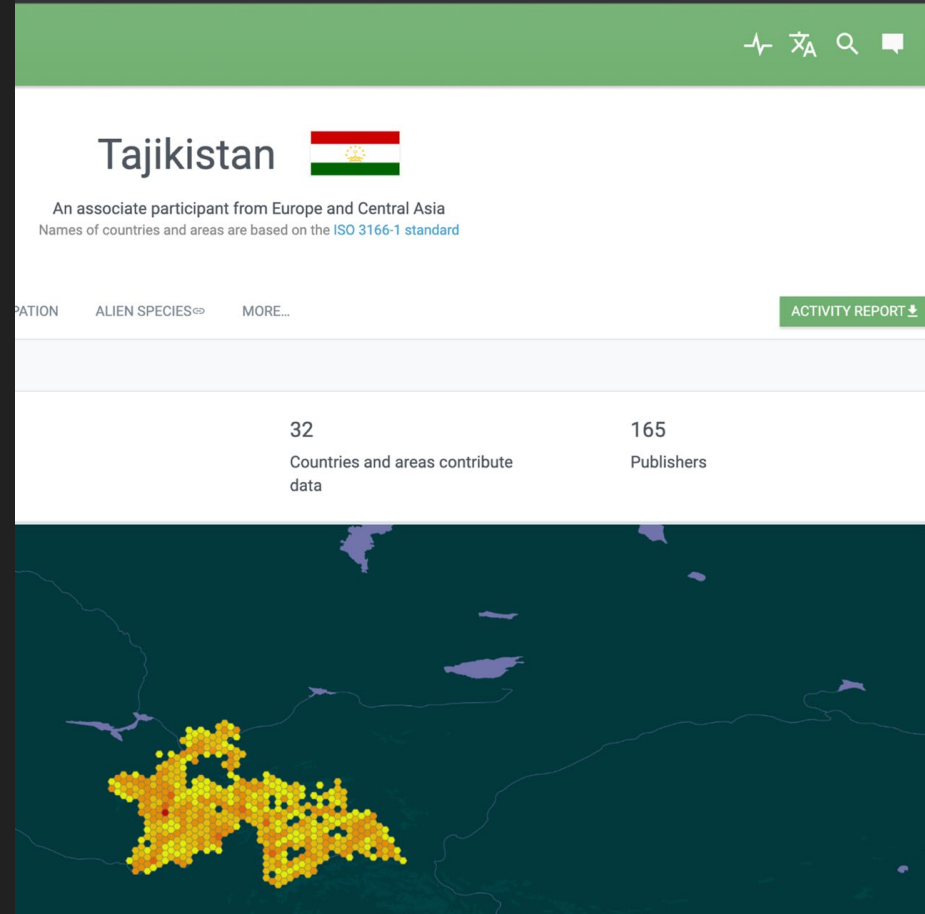 Tajikistan
An associate participant from Europe and Central Asia
Names of countries and areas are based on the ISO 3166-1 standard
PATION
ALIEN SPECIES
MORE...
ACTIVITY REPORT
32
Countries and areas contribute
data
165
Publishers